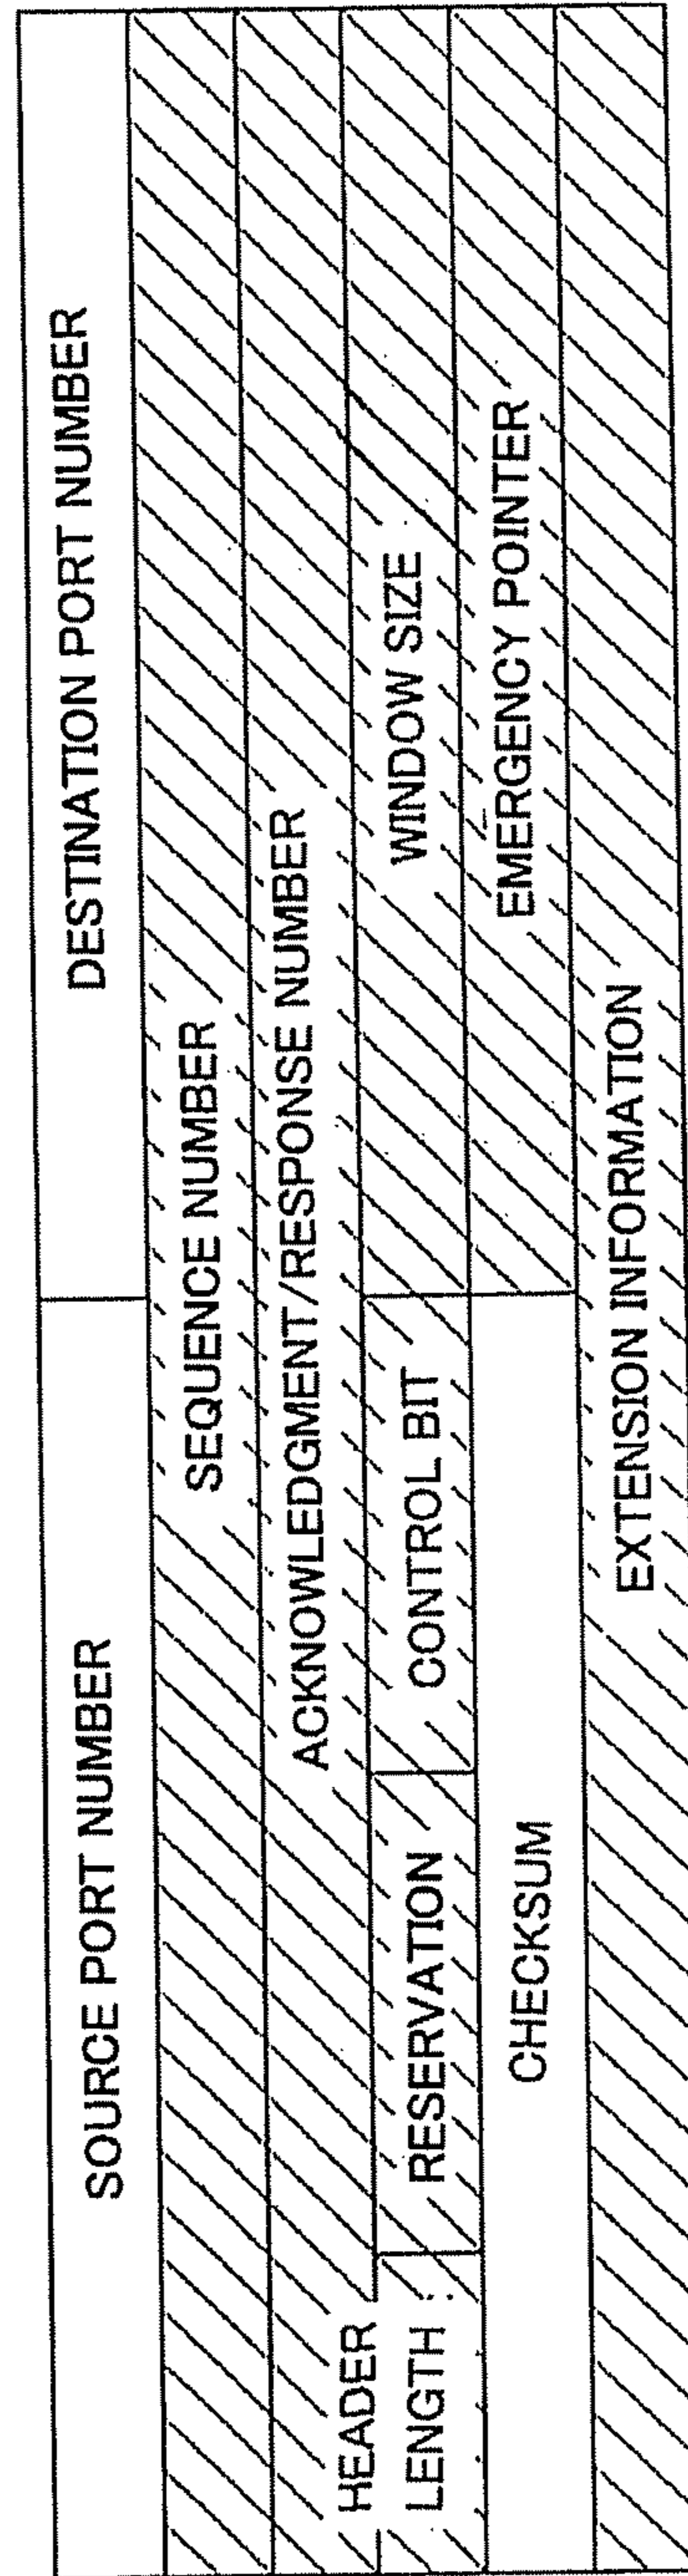 SOURCE PORT NUMBER
DESTINATION PORT NUMBER
SEQUENCE NUMBER
ACKNOWLEDGMENT/RESPONSE NUMBER
HEADER
LENGTH
RESERVATION
CONTROL BIT
WINDOW SIZE
CHECKSUM
EMERGENCY POINTER
EXTENSION INFORMATION